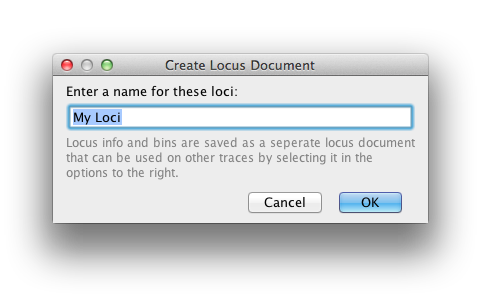 Create Locus Document
Enter a name for these loci:
My Loci
Locus info and bins are saved as a seperate locus document
that can be used on other traces by selecting it in the
options to the right.
Cancel
OK